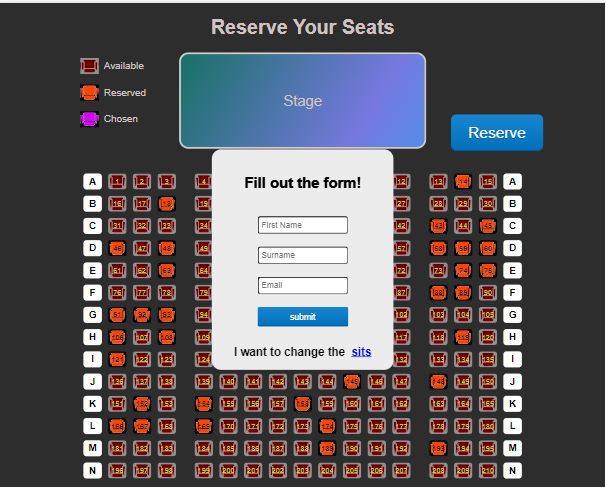 Reserve Your Seats
Available
Reserved
Chosen
Stage
Reserve
Fill out the form!
First Name
Surname
Email
submit
I want to change the sits
A 1 2 3 4 12 13 14 15 A
B 16 17 18 19 27 28 29 30 B
C 31 32 33 34 42 43 44 45 C
D 46 47 48 49 57 58 59 60 D
E 61 62 63 64 72 73 74 75 E
F 76 77 78 79 87 88 89 90 F
G 91 92 93 94 102 103 104 105 G
H 106 107 108 109 117 118 119 120 H
I 121 122 123 124 132 133 134 135 I
J 136 137 138 139 140 141 142 143 144 145 146 147 148 149 150 J
K 151 152 153 154 155 156 157 158 159 160 161 162 163 164 165 K
L 166 167 168 169 170 171 172 173 174 175 176 177 178 179 180 L
M 181 182 183 184 185 186 187 188 189 190 191 192 193 194 195 M
N 196 197 198 199 200 201 202 203 204 205 206 207 208 209 210 N